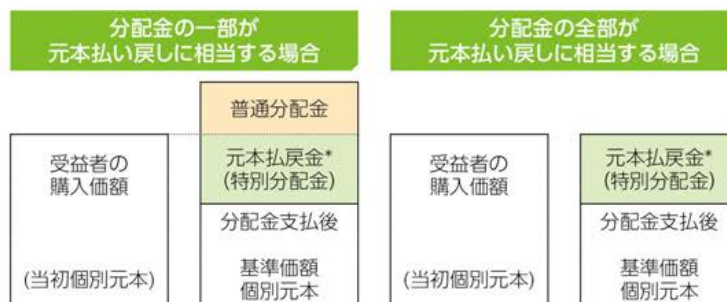 分配金の一部が
元本払い戻しに相当する場合
普通分配金
受益者の
購入価額
(当初個別元本)
元本払戻金*
(特別分配金)
分配金支払後
基準価額
個別元本
分配金の全部が
元本払い戻しに相当する場合
受益者の
購入価額
(当初個別元本)
元本払戻金*
(特別分配金)
分配金支払後
基準価額
個別元本